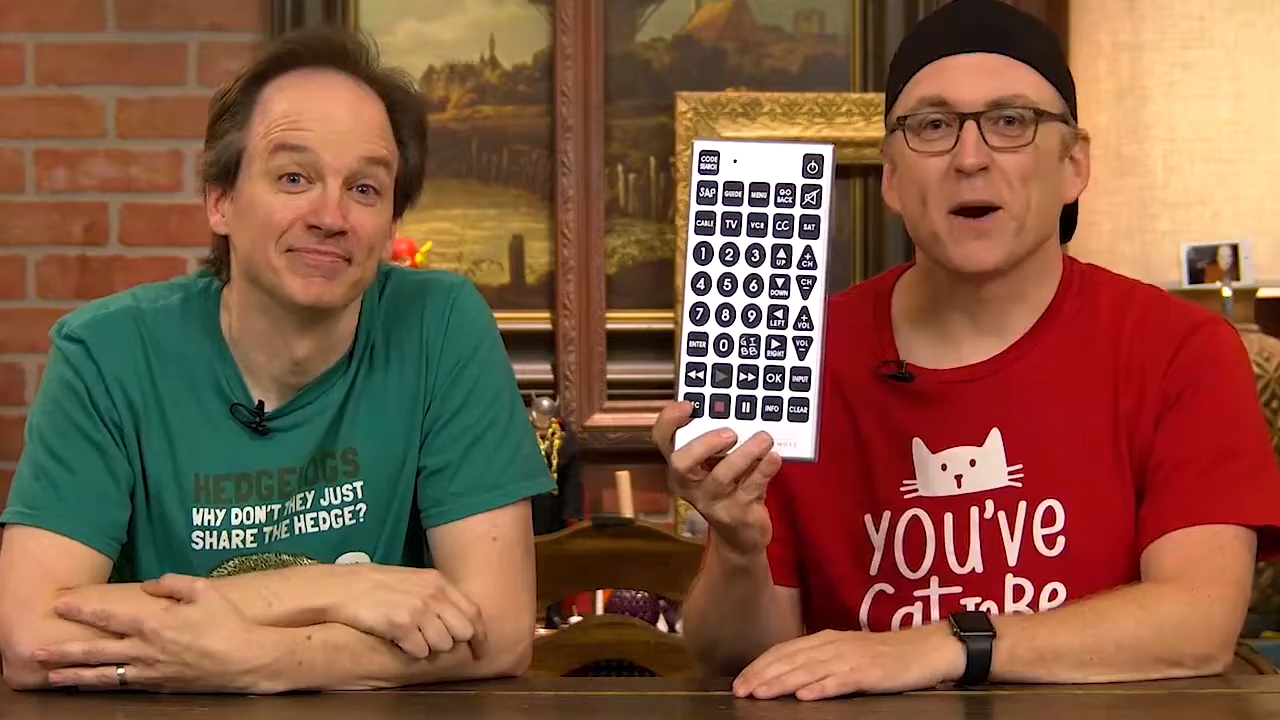 HEDGEHOGS
WHY DON'T THEY JUST
SHARE THE HEDGE?
CODE
SEARCH
SAP GUIDE MENU GO
BACK
CABLE TV VCR CC SAT
1 2 3 UP + CH
4 5 6 DOWN CH -
7 8 9 LEFT + VOL
ENTER 0 GI
BB RIGHT VOL -
OK INPUT
INFO CLEAR
YOU'VE
Cat To Be